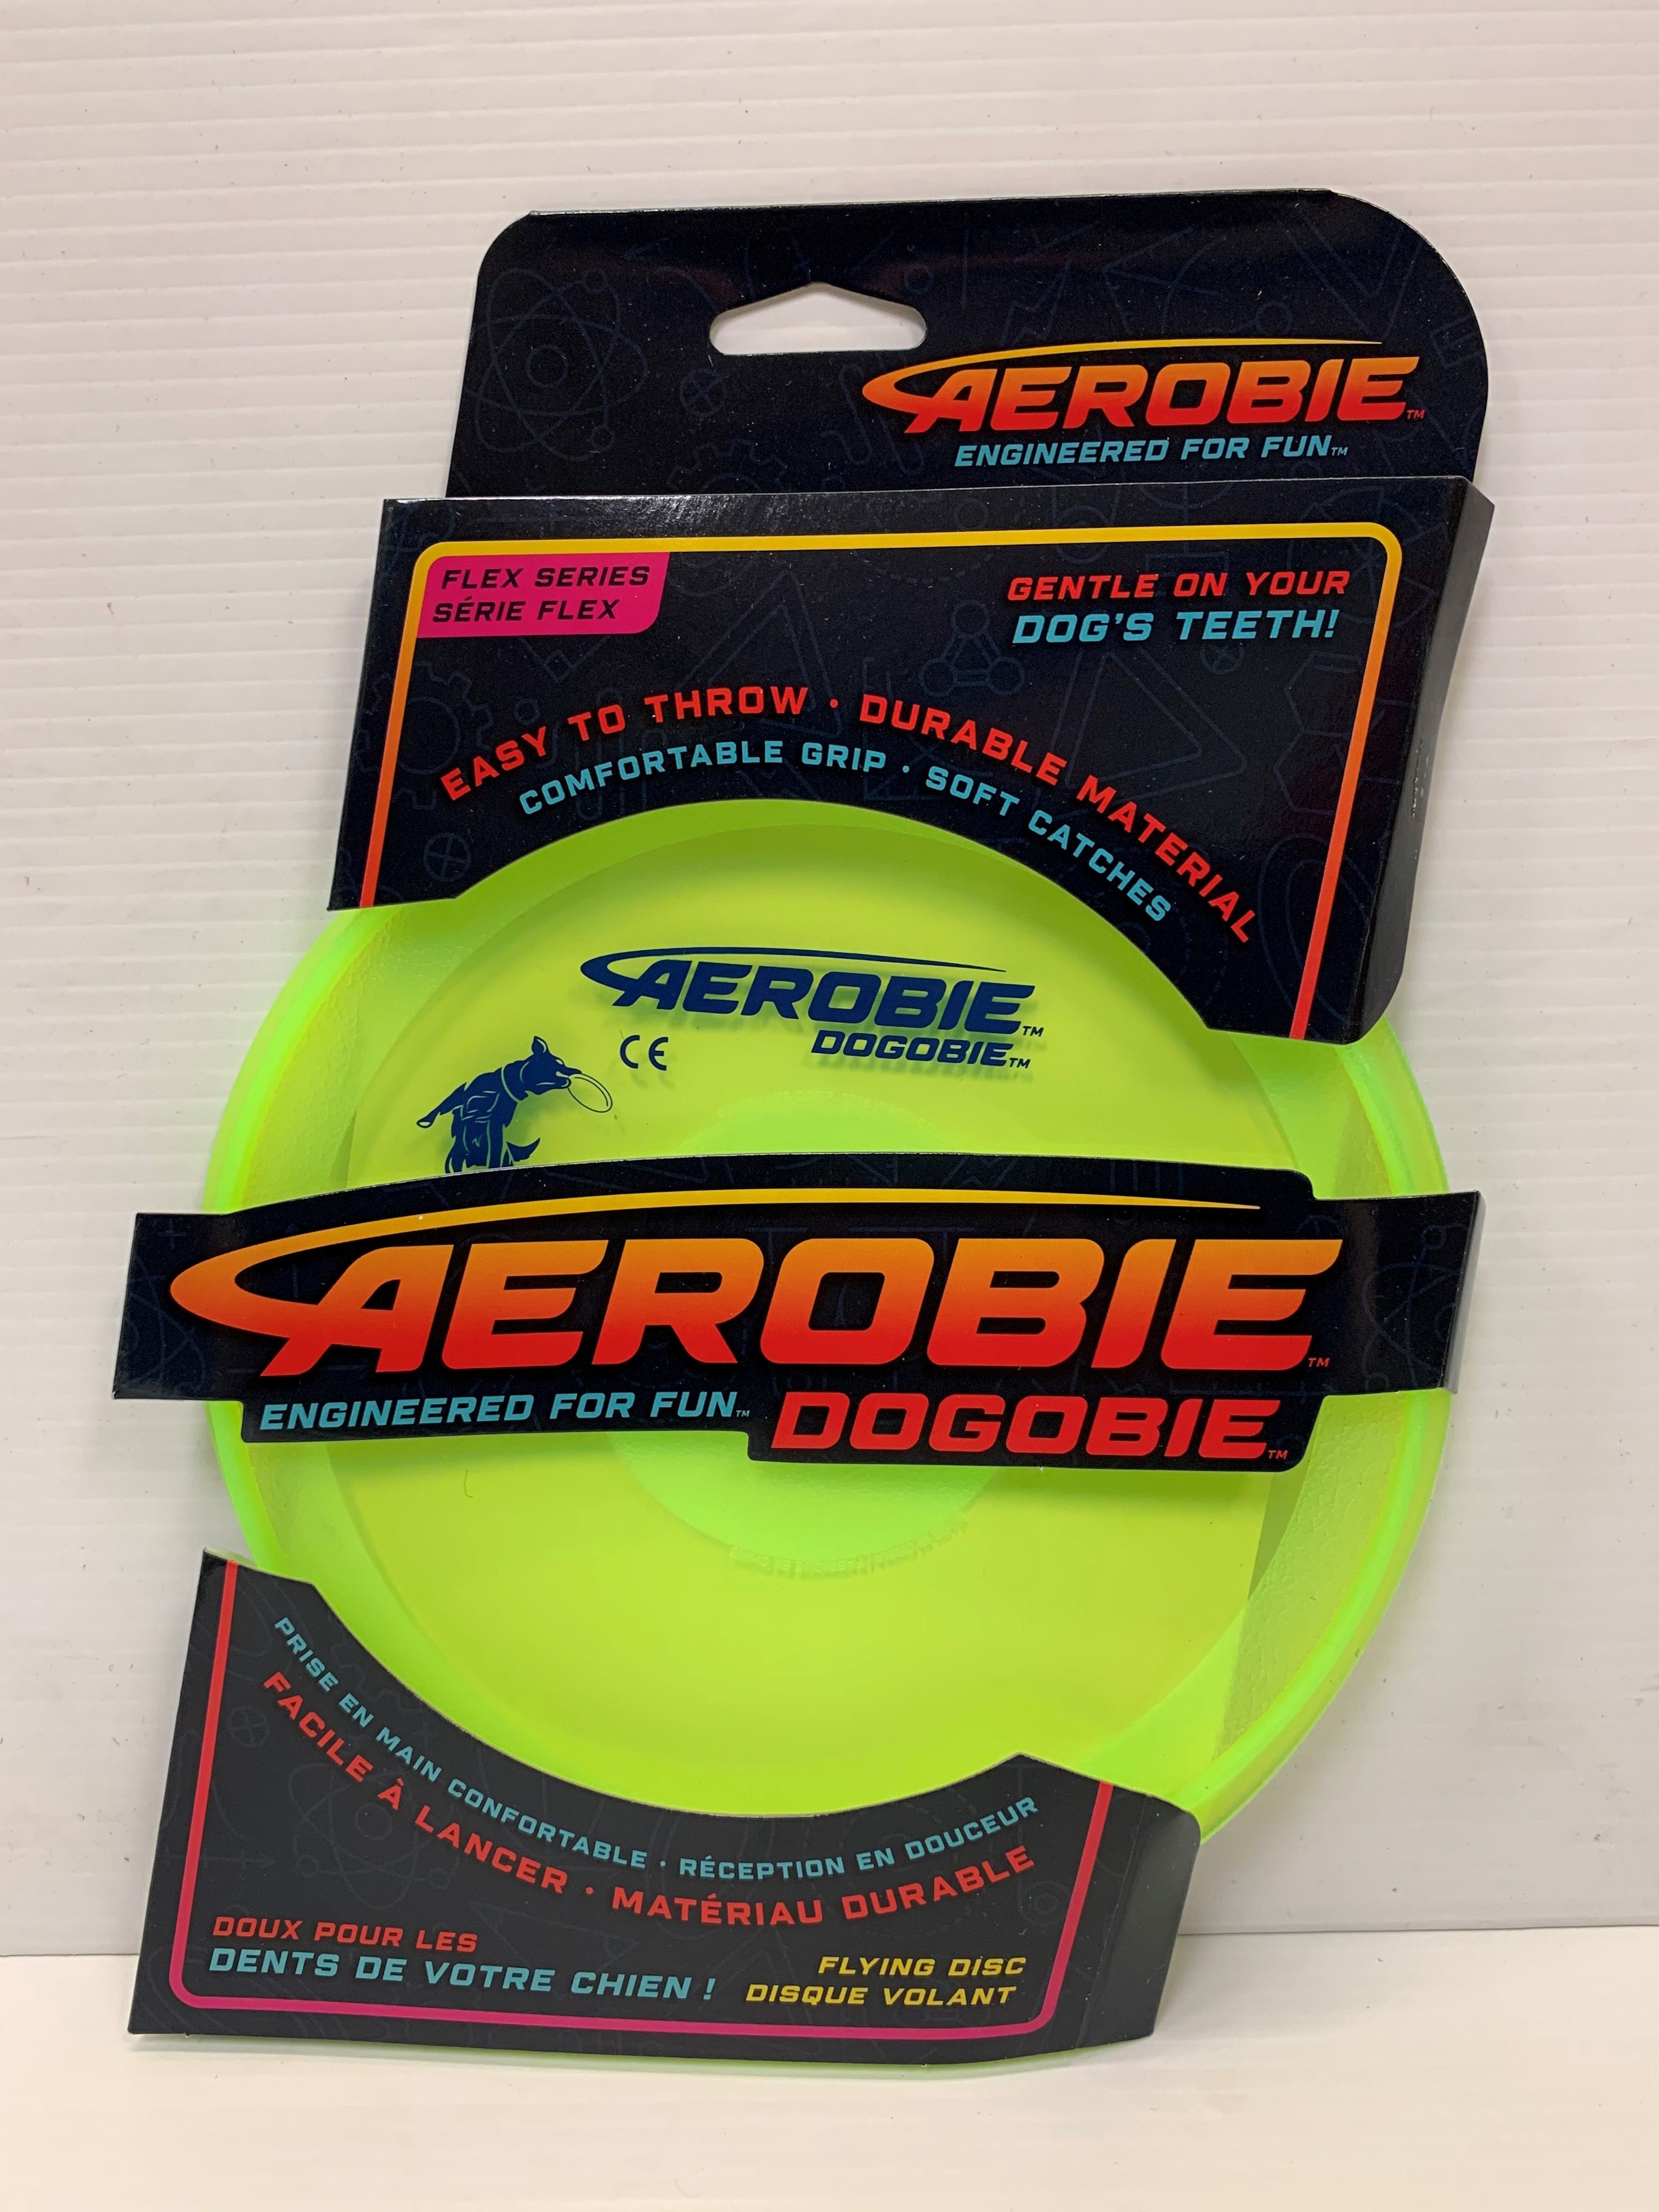 AEROBIE™
ENGINEERED FOR FUN™
FLEX SERIES
SÉRIE FLEX
GENTLE ON YOUR
DOG'S TEETH!
EASY TO THROW · DURABLE MATERIAL
COMFORTABLE GRIP · SOFT CATCHES
AEROBIE™
DOGOBIE™
CE
AEROBIE™
ENGINEERED FOR FUN™
DOGOBIE™
PRISE EN MAIN CONFORTABLE · RÉCEPTION EN DOUCEUR
FACILE À LANCER · MATÉRIAU DURABLE
DOUX POUR LES
DENTS DE VOTRE CHIEN !
FLYING DISC
DISQUE VOLANT